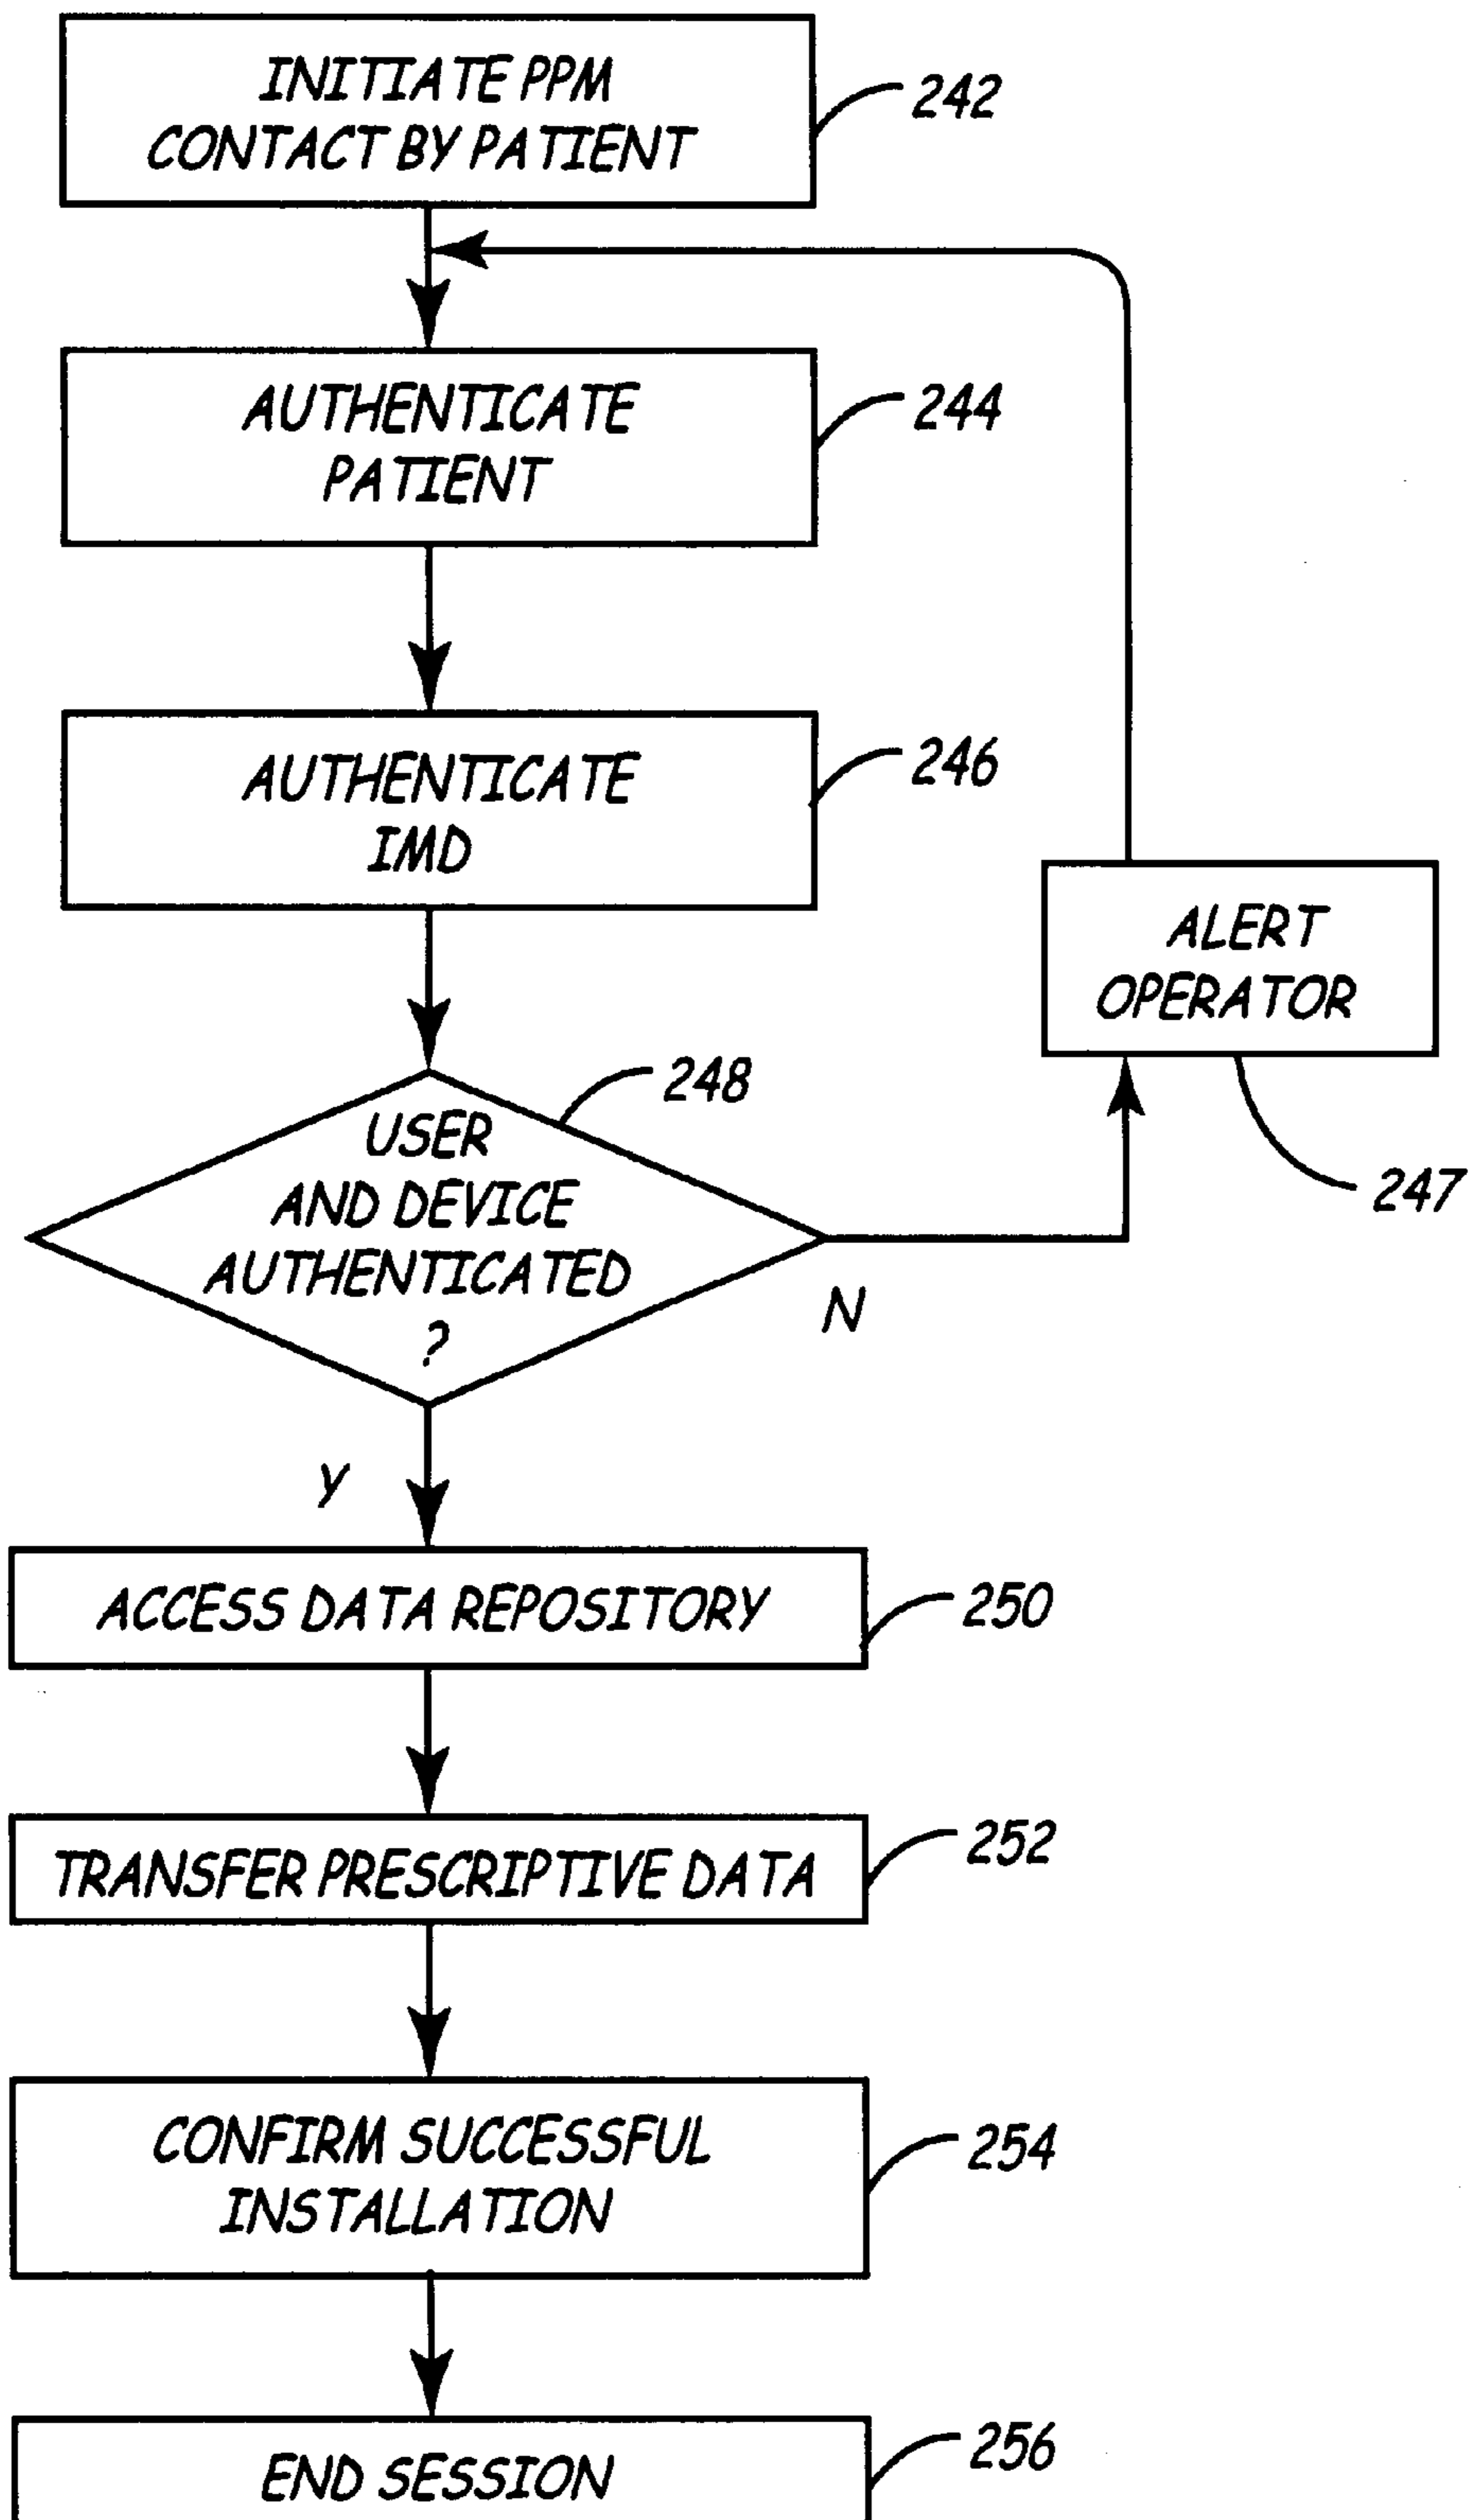 INITIATE PPM
CONTACT BY PATIENT
242
AUTHENTICATE
PATIENT
244
AUTHENTICATE
IMD
246
ALERT
OPERATOR
247
USER
AND DEVICE
AUTHENTICATED
?
248
N
Y
ACCESS DATA REPOSITORY
250
TRANSFER PRESCRIPTIVE DATA
252
CONFIRM SUCCESSFUL
INSTALLATION
254
END SESSION
256